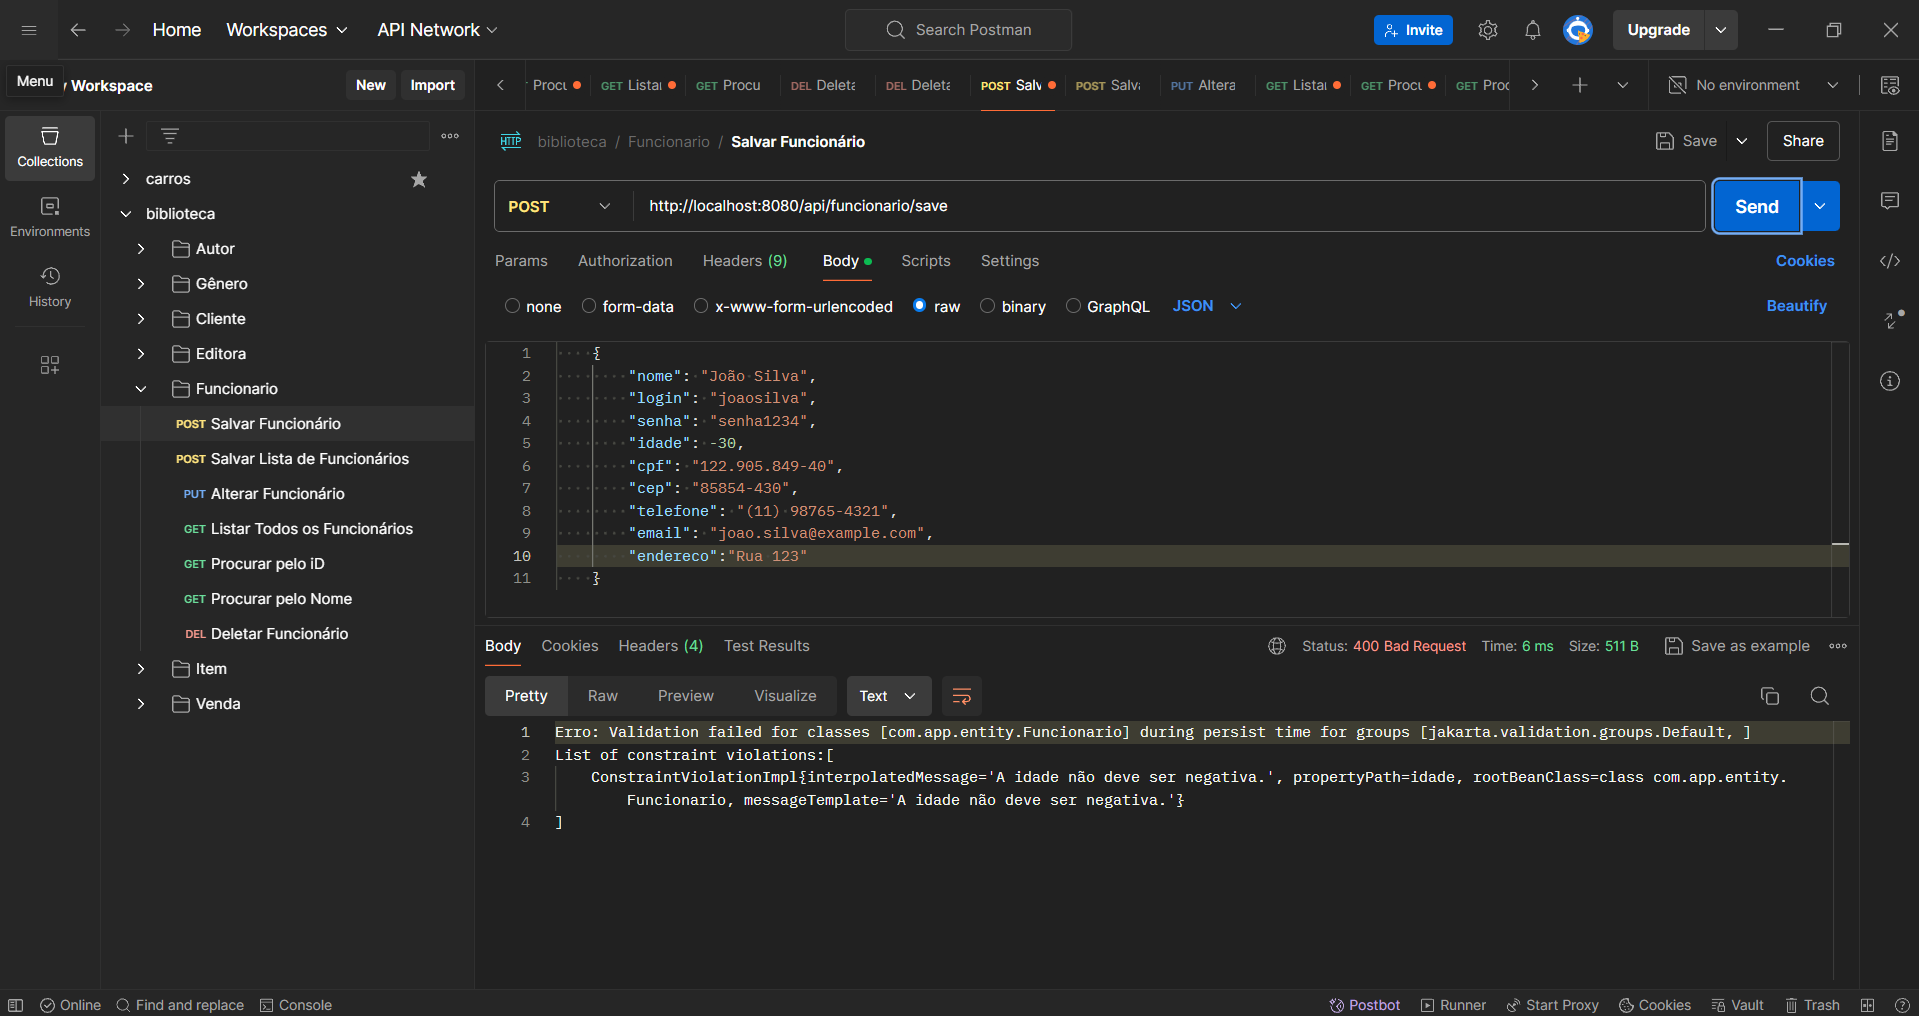 Home
Workspaces
API Network
Search Postman
Invite
Upgrade
Menu
y Workspace
New
Import
Procu
GET Listar
GET Procu
DEL Deleta
DEL Deleta
POST Salv
POST Salva
PUT Altera
GET Listar
GET Procu
GET Proc
No environment
Collections
Environments
History
carros
biblioteca
Autor
Gênero
Cliente
Editora
Funcionario
POST Salvar Funcionário
POST Salvar Lista de Funcionários
PUT Alterar Funcionário
GET Listar Todos os Funcionários
GET Procurar pelo iD
GET Procurar pelo Nome
DEL Deletar Funcionário
Item
Venda
HTTP biblioteca / Funcionario / Salvar Funcionário
Save
Share
POST
http://localhost:8080/api/funcionario/save
Send
Params
Authorization
Headers (9)
Body
Scripts
Settings
Cookies
none
form-data
x-www-form-urlencoded
raw
binary
GraphQL
JSON
Beautify
1 {
2 "nome": "João Silva",
3 "login": "joaosilva",
4 "senha": "senha1234",
5 "idade": -30,
6 "cpf": "122.905.849-40",
7 "cep": "85854-430",
8 "telefone": "(11) 98765-4321",
9 "email": "joao.silva@example.com",
10 "endereco":"Rua 123"
11 }
Body
Cookies
Headers (4)
Test Results
Status: 400 Bad Request
Time: 6 ms
Size: 511 B
Save as example
Pretty
Raw
Preview
Visualize
Text
1 Erro: Validation failed for classes [com.app.entity.Funcionario] during persist time for groups [jakarta.validation.groups.Default, ]
2 List of constraint violations:[
3 ConstraintViolationImpl{interpolatedMessage='A idade não deve ser negativa.', propertyPath=idade, rootBeanClass=class com.app.entity.
Funcionario, messageTemplate='A idade não deve ser negativa.'}
4 ]
Online
Find and replace
Console
Postbot
Runner
Start Proxy
Cookies
Vault
Trash